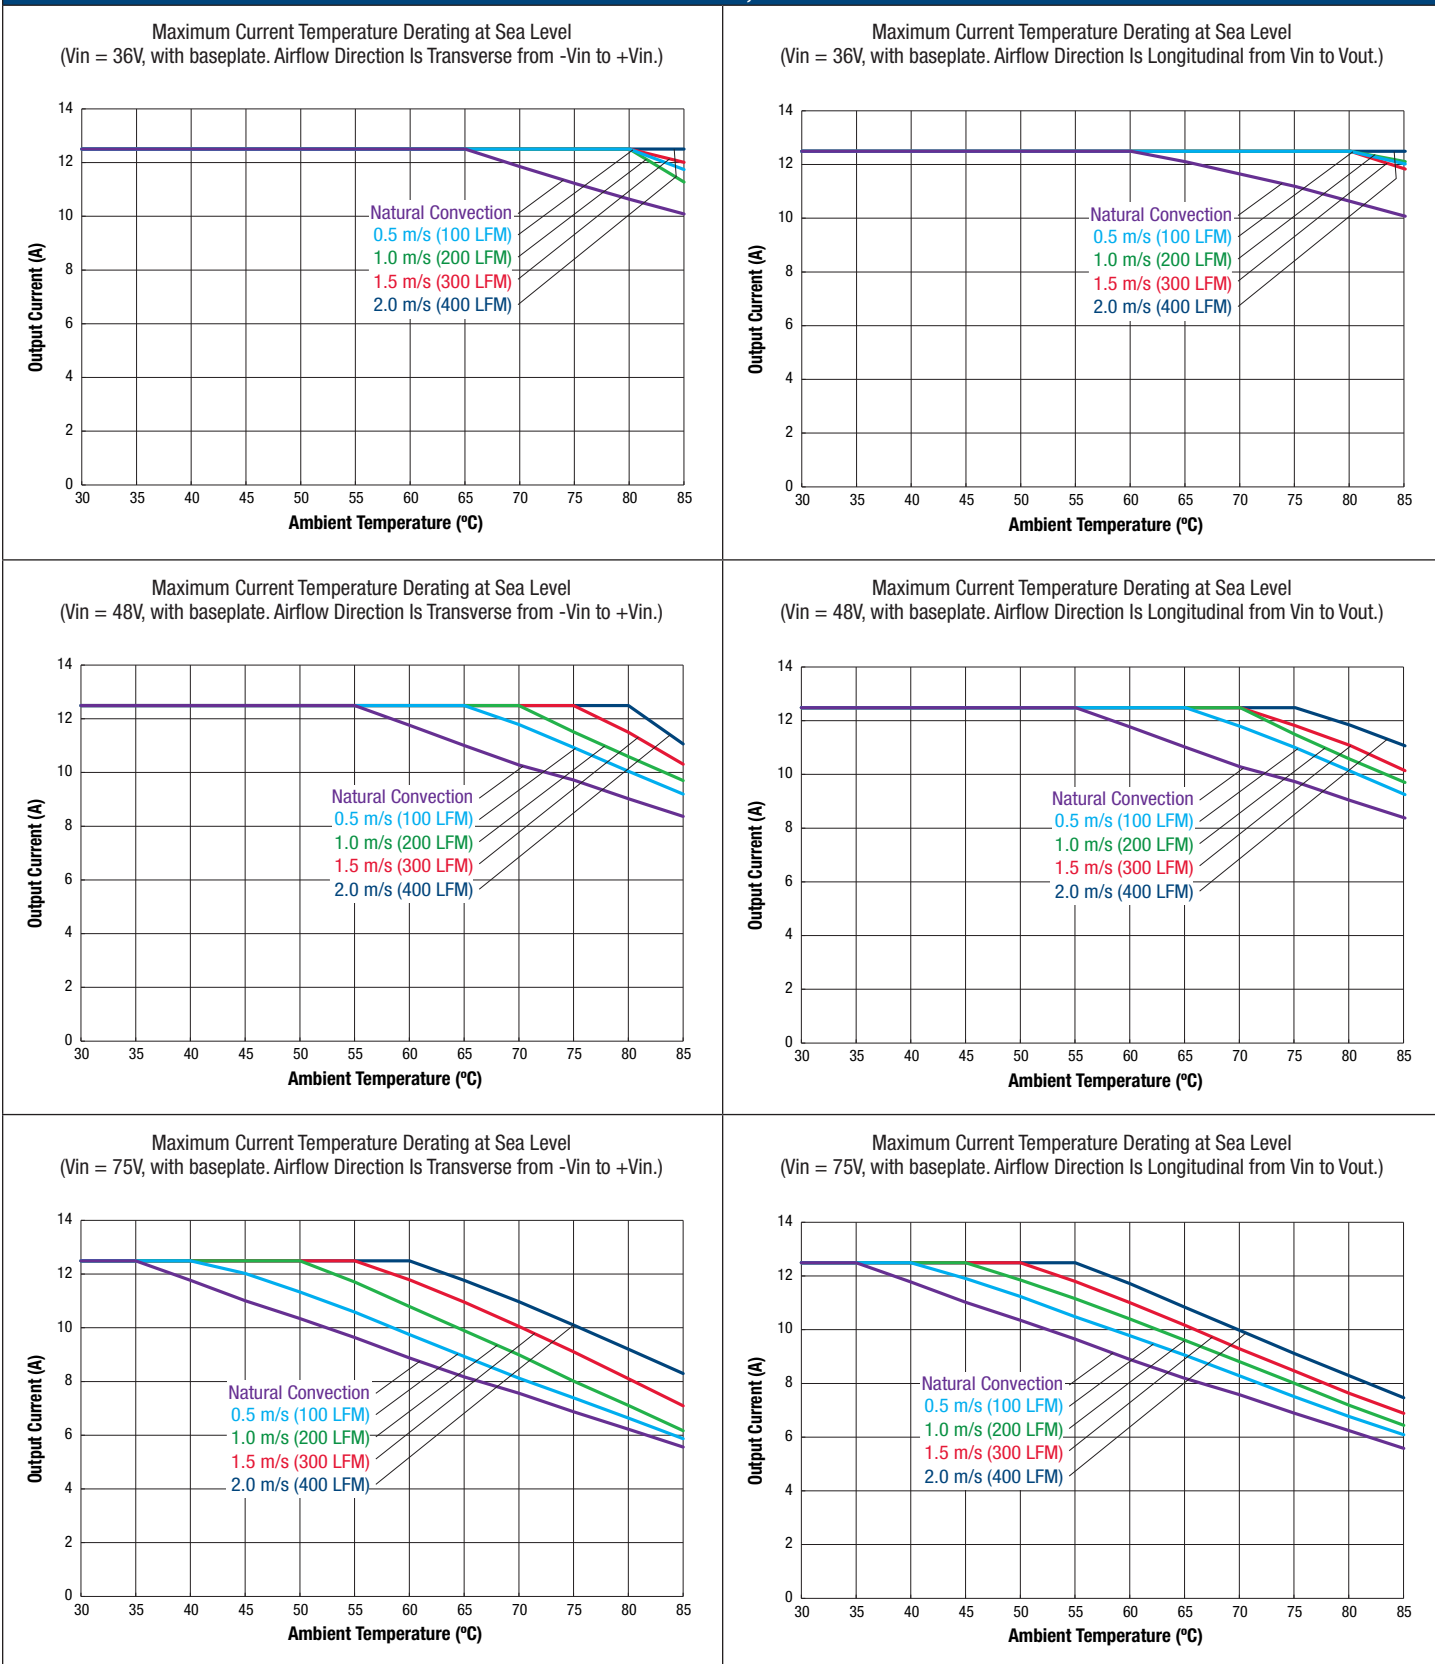 Maximum Current Temperature Derating at Sea Level
(Vin = 36V, with baseplate. Airflow Direction Is Transverse from -Vin to +Vin.)
14
12
10
8
6
4
2
0
Output Current (A)
Natural Convection
0.5 m/s (100 LFM)
1.0 m/s (200 LFM)
1.5 m/s (300 LFM)
2.0 m/s (400 LFM)
30 35 40 45 50 55 60 65 70 75 80 85
Ambient Temperature (ºC)
Maximum Current Temperature Derating at Sea Level
(Vin = 36V, with baseplate. Airflow Direction Is Longitudinal from Vin to Vout.)
14
12
10
8
6
4
2
0
Output Current (A)
Natural Convection
0.5 m/s (100 LFM)
1.0 m/s (200 LFM)
1.5 m/s (300 LFM)
2.0 m/s (400 LFM)
30 35 40 45 50 55 60 65 70 75 80 85
Ambient Temperature (ºC)
Maximum Current Temperature Derating at Sea Level
(Vin = 48V, with baseplate. Airflow Direction Is Transverse from -Vin to +Vin.)
14
12
10
8
6
4
2
0
Output Current (A)
Natural Convection
0.5 m/s (100 LFM)
1.0 m/s (200 LFM)
1.5 m/s (300 LFM)
2.0 m/s (400 LFM)
30 35 40 45 50 55 60 65 70 75 80 85
Ambient Temperature (ºC)
Maximum Current Temperature Derating at Sea Level
(Vin = 48V, with baseplate. Airflow Direction Is Longitudinal from Vin to Vout.)
14
12
10
8
6
4
2
0
Output Current (A)
Natural Convection
0.5 m/s (100 LFM)
1.0 m/s (200 LFM)
1.5 m/s (300 LFM)
2.0 m/s (400 LFM)
30 35 40 45 50 55 60 65 70 75 80 85
Ambient Temperature (ºC)
Maximum Current Temperature Derating at Sea Level
(Vin = 75V, with baseplate. Airflow Direction Is Transverse from -Vin to +Vin.)
14
12
10
8
6
4
2
0
Output Current (A)
Natural Convection
0.5 m/s (100 LFM)
1.0 m/s (200 LFM)
1.5 m/s (300 LFM)
2.0 m/s (400 LFM)
30 35 40 45 50 55 60 65 70 75 80 85
Ambient Temperature (ºC)
Maximum Current Temperature Derating at Sea Level
(Vin = 75V, with baseplate. Airflow Direction Is Longitudinal from Vin to Vout.)
14
12
10
8
6
4
2
0
Output Current (A)
Natural Convection
0.5 m/s (100 LFM)
1.0 m/s (200 LFM)
1.5 m/s (300 LFM)
2.0 m/s (400 LFM)
30 35 40 45 50 55 60 65 70 75 80 85
Ambient Temperature (ºC)